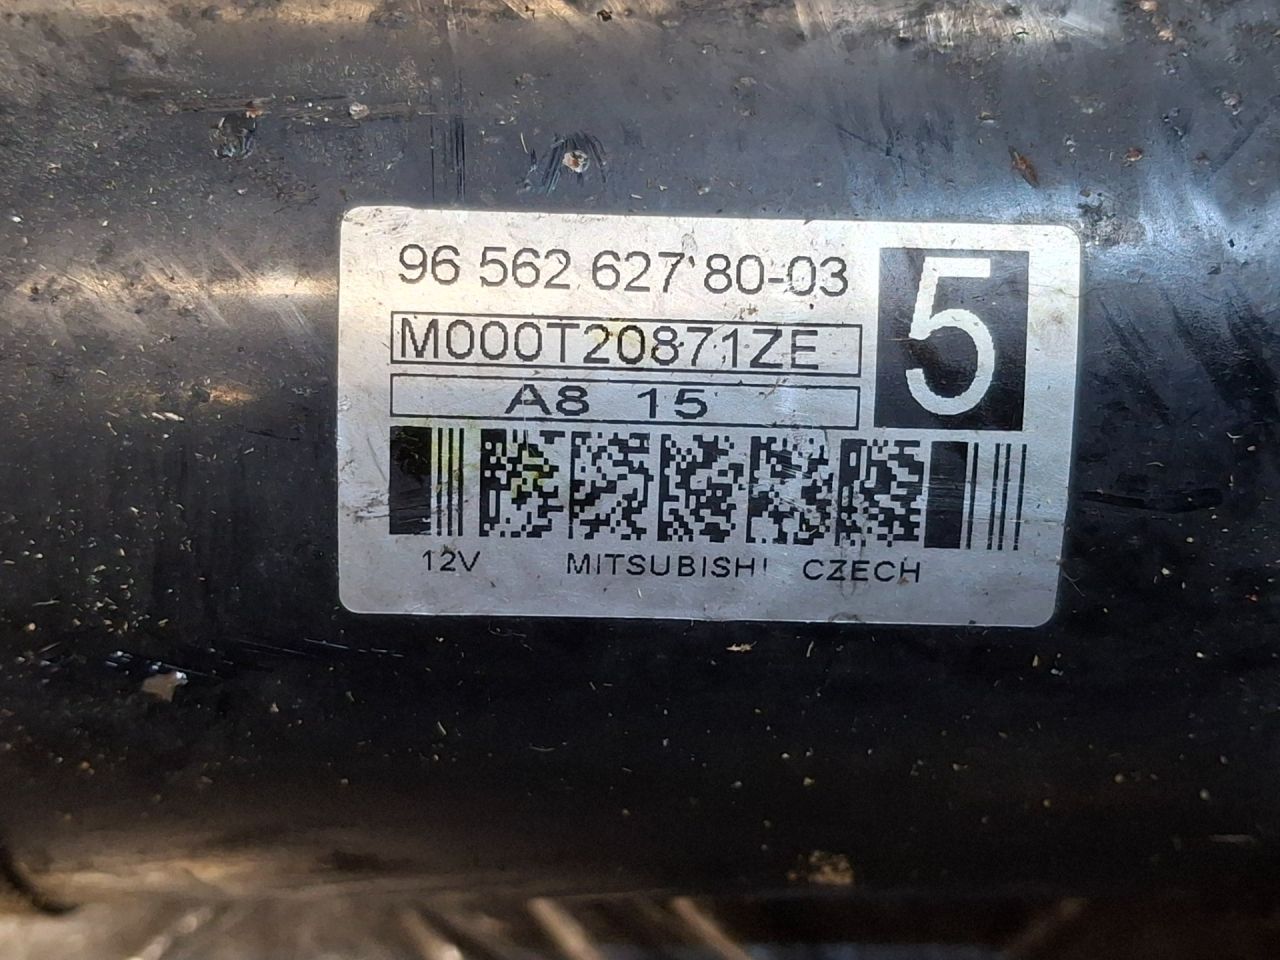 96 562 627 80-03
5
M000T20871ZE
A8 15
12V MITSUBISHI CZECH